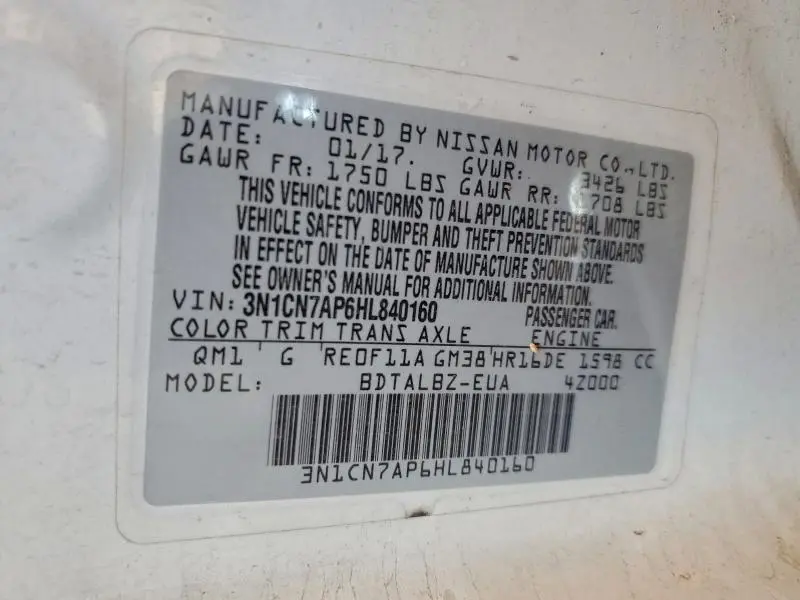 MANUFACTURED BY NISSAN MOTOR CO., LTD.
DATE: 01/17. GVWR: 3426 LBS
GAWR FR: 1750 LBS GAWR RR: 1708 LBS
THIS VEHICLE CONFORMS TO ALL APPLICABLE FEDERAL MOTOR
VEHICLE SAFETY, BUMPER AND THEFT PREVENTION STANDARDS
IN EFFECT ON THE DATE OF MANUFACTURE SHOWN ABOVE.
SEE OWNER'S MANUAL FOR ADDITIONAL INFORMATION.
VIN: 3N1CN7AP6HL840160 PASSENGER CAR.
COLOR TRIM TRANS AXLE ENGINE
QM1 G RE0F11A GM38 HR16DE 1598 CC
MODEL: BDTALBZ-EUA 4Z000
3N1CN7AP6HL840160